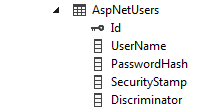 AspNetUsers
Id
UserName
PasswordHash
SecurityStamp
Discriminator